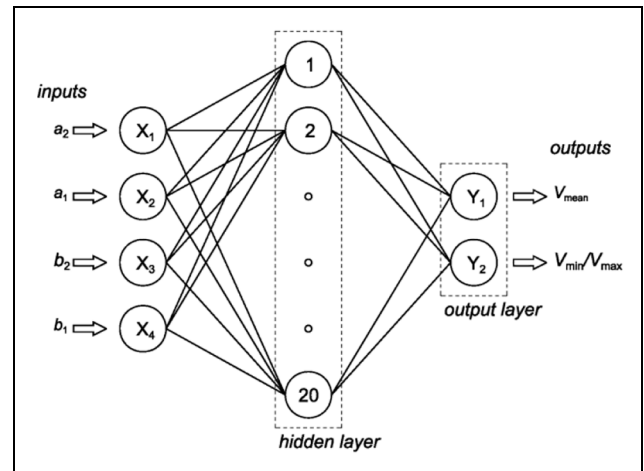 inputs
a₂
X₁
a₁
X₂
b₂
X₃
b₁
X₄
1
2
20
hidden layer
Y₁
Y₂
output layer
outputs
Vmean
Vmin/Vmax